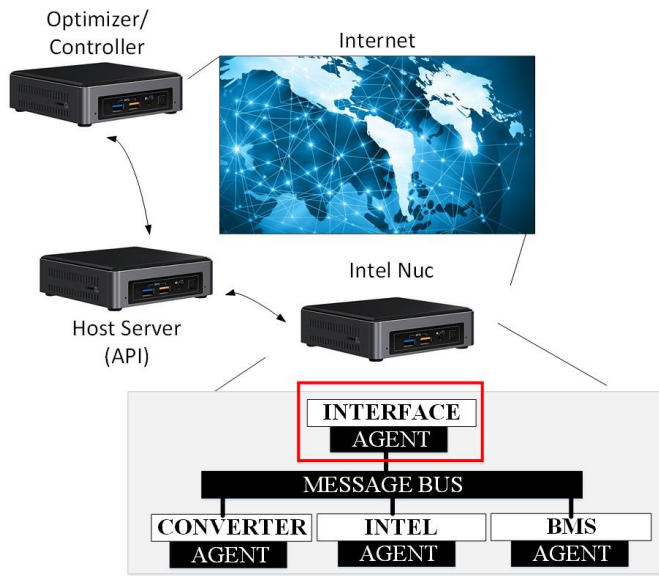 Optimizer/
Controller
Internet
Intel Nuc
Host Server
(API)
INTERFACE
AGENT
MESSAGE BUS
CONVERTER
AGENT
INTEL
AGENT
BMS
AGENT